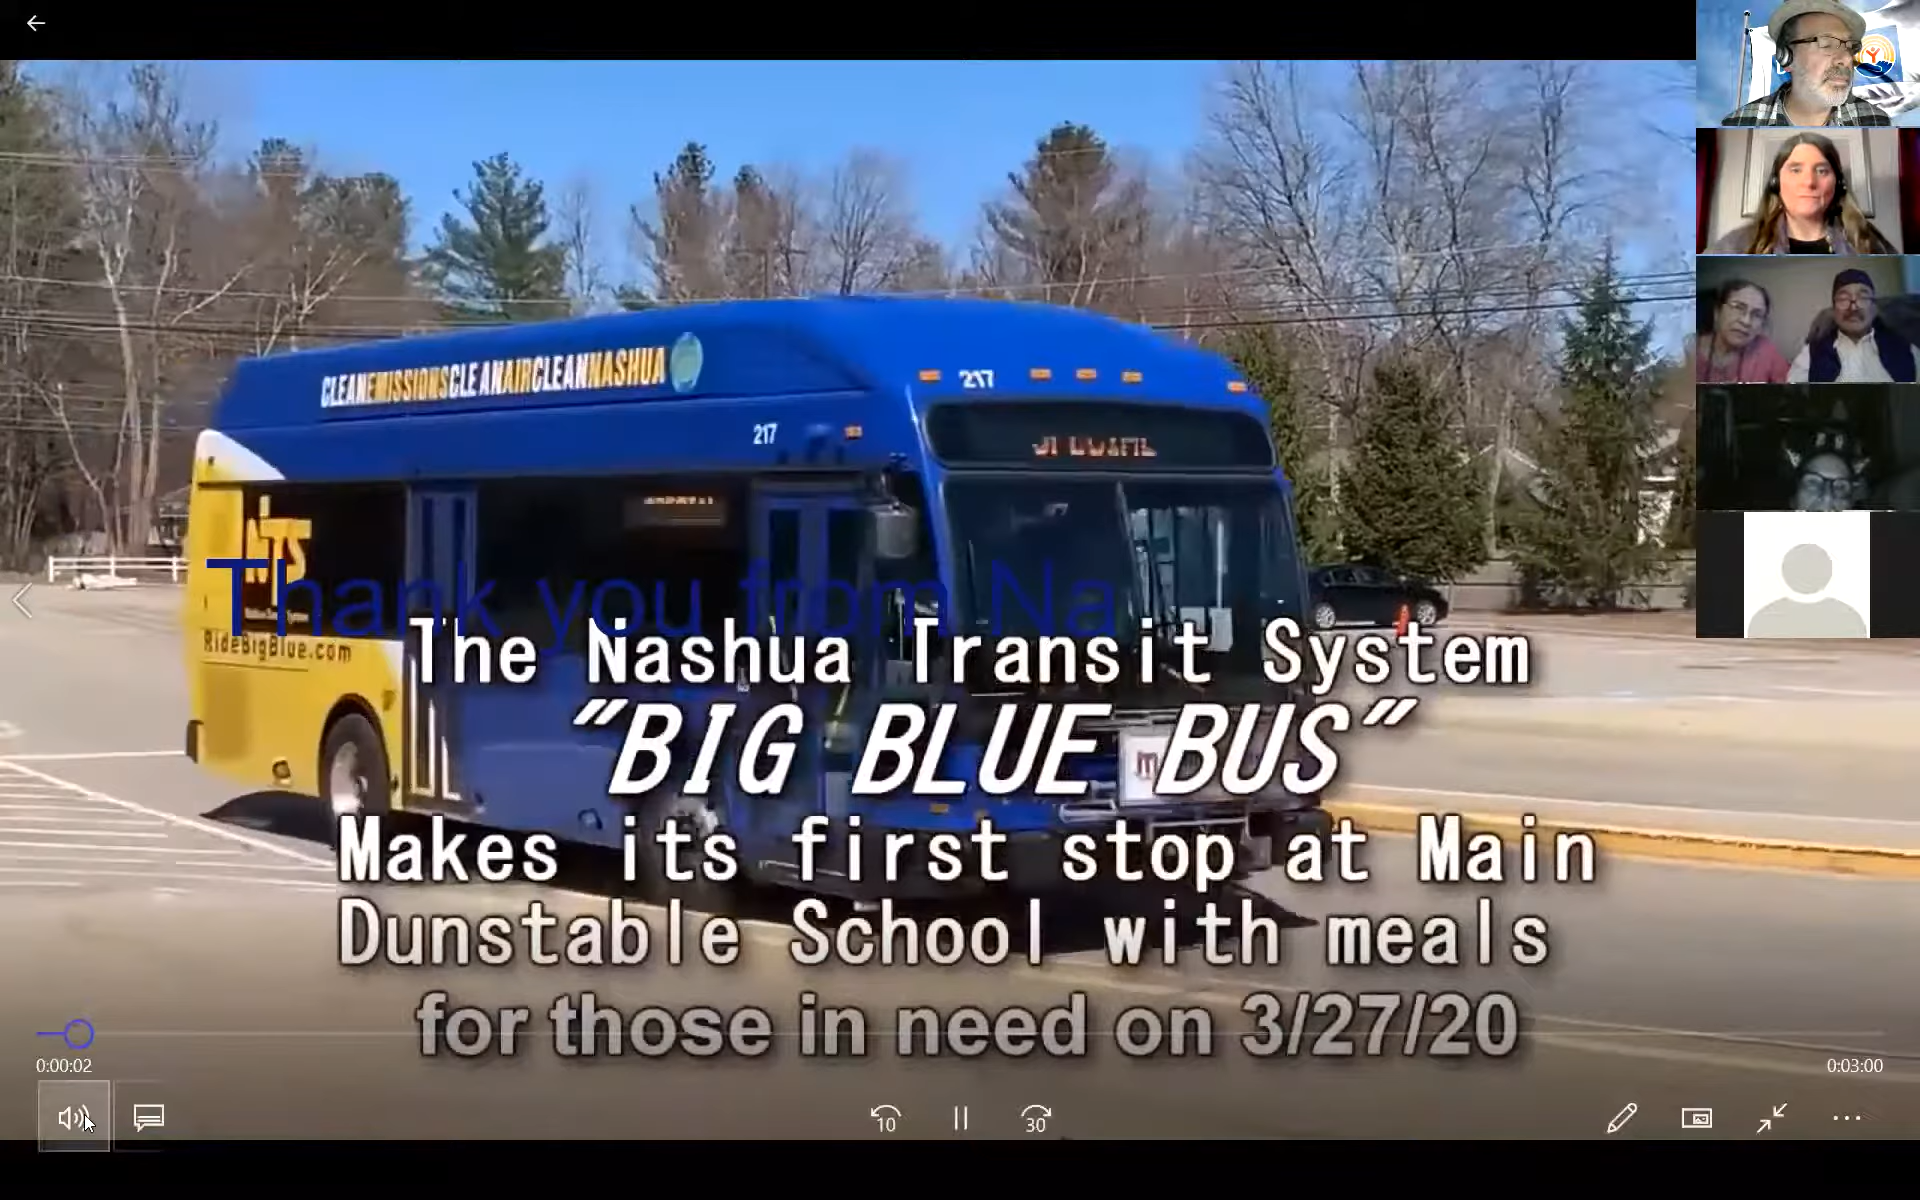 CLEANEMISSIONSCLEANAIRCLEANNASHUA
217
217
NTS
RideBigBlue.com
Thank you from Na
The Nashua Transit System
"BIG BLUE BUS"
Makes its first stop at Main
Dunstable School with meals
for those in need on 3/27/20
0:00:02
0:03:00
10
30